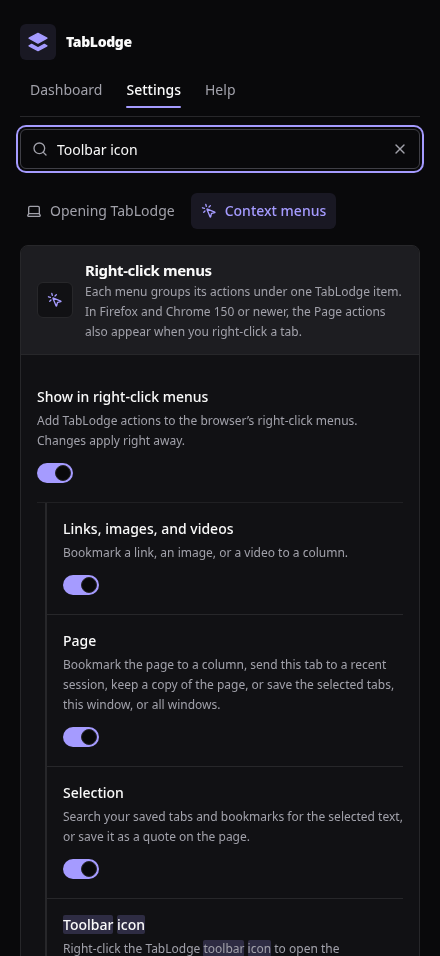 TabLodge
Dashboard Settings Help
Toolbar icon
Opening TabLodge Context menus
Right-click menus
Each menu groups its actions under one TabLodge item.
In Firefox and Chrome 150 or newer, the Page actions
also appear when you right-click a tab.
Show in right-click menus
Add TabLodge actions to the browser’s right-click menus.
Changes apply right away.
Links, images, and videos
Bookmark a link, an image, or a video to a column.
Page
Bookmark the page to a column, send this tab to a recent
session, keep a copy of the page, or save the selected tabs,
this window, or all windows.
Selection
Search your saved tabs and bookmarks for the selected text,
or save it as a quote on the page.
Toolbar icon
Right-click the TabLodge toolbar icon to open the